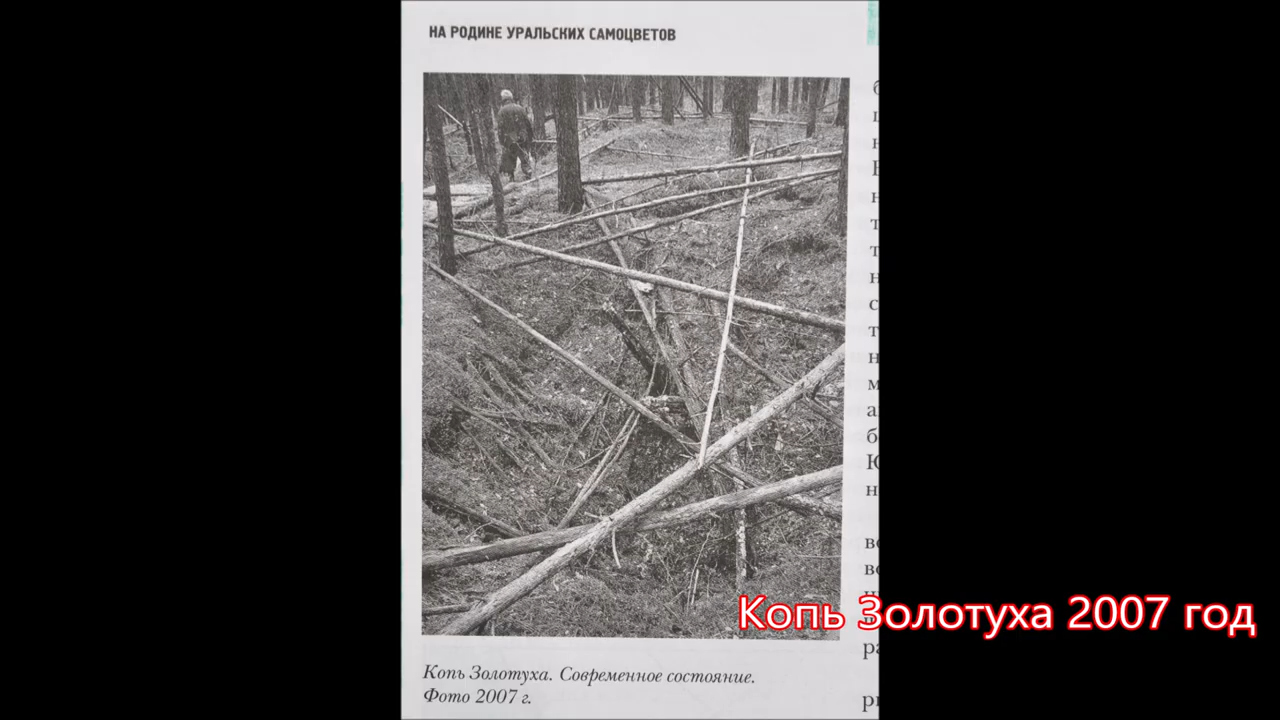 НА РОДИНЕ УРАЛЬСКИХ САМОЦВЕТОВ
Копь Золотуха 2007 год
Копь Золотуха. Современное состояние.
Фото 2007 г.